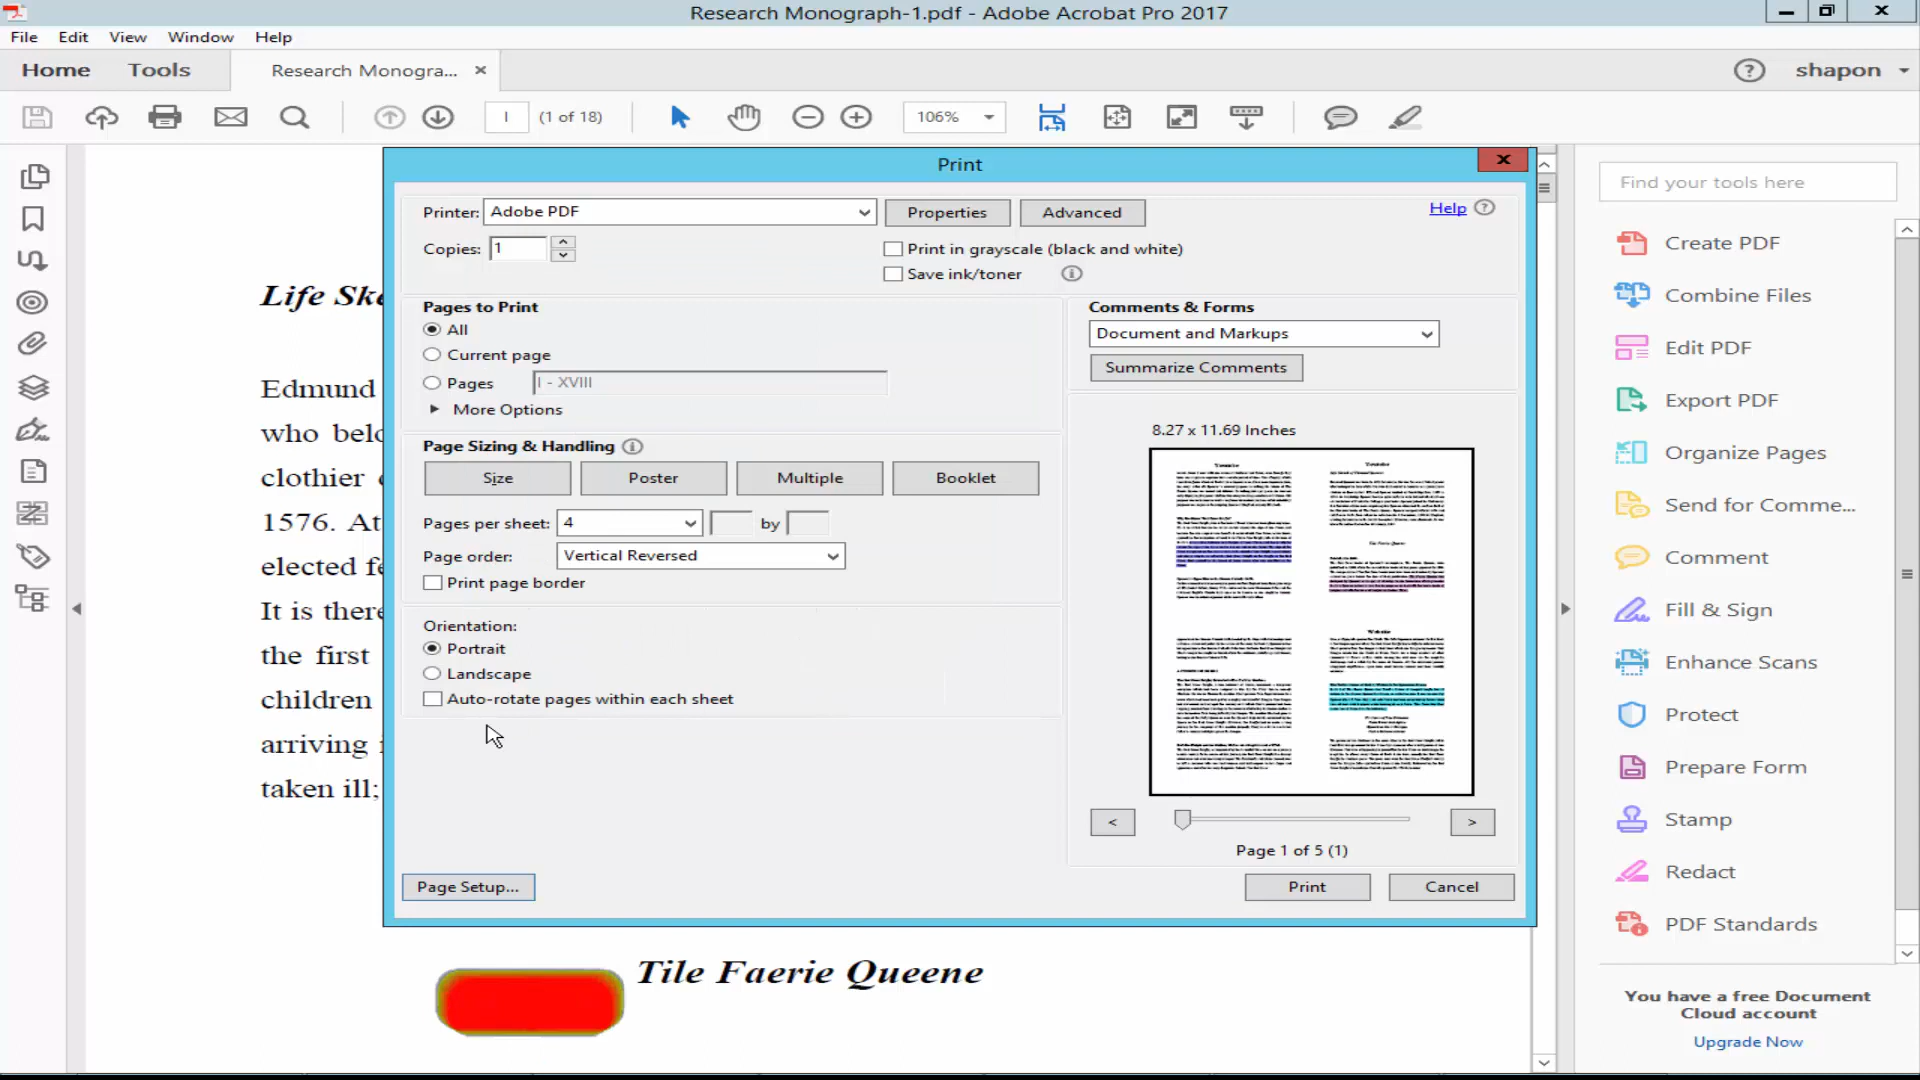 Research Monograph-1.pdf - Adobe Acrobat Pro 2017
File Edit View Window Help
Home Tools Research Monogra... shapon
I (1 of 18) 106%
Print
Printer: Adobe PDF Properties Advanced Help
Copies: 1 Print in grayscale (black and white)
Save ink/toner
Pages to Print
All
Current page
Pages I - XVIII
More Options
Comments & Forms
Document and Markups
Summarize Comments
Page Sizing & Handling
Size Poster Multiple Booklet
Pages per sheet: 4 by
Page order: Vertical Reversed
Print page border
Orientation:
Portrait
Landscape
Auto-rotate pages within each sheet
8.27 x 11.69 Inches
< >
Page 1 of 5 (1)
Page Setup... Print Cancel
Life Ske
Edmund
who belo
clothier
1576. At
elected fe
It is there
the first
children
arriving i
taken ill;
Tile Faerie Queene
Find your tools here
Create PDF
Combine Files
Edit PDF
Export PDF
Organize Pages
Send for Comme...
Comment
Fill & Sign
Enhance Scans
Protect
Prepare Form
Stamp
Redact
PDF Standards
You have a free Document
Cloud account
Upgrade Now